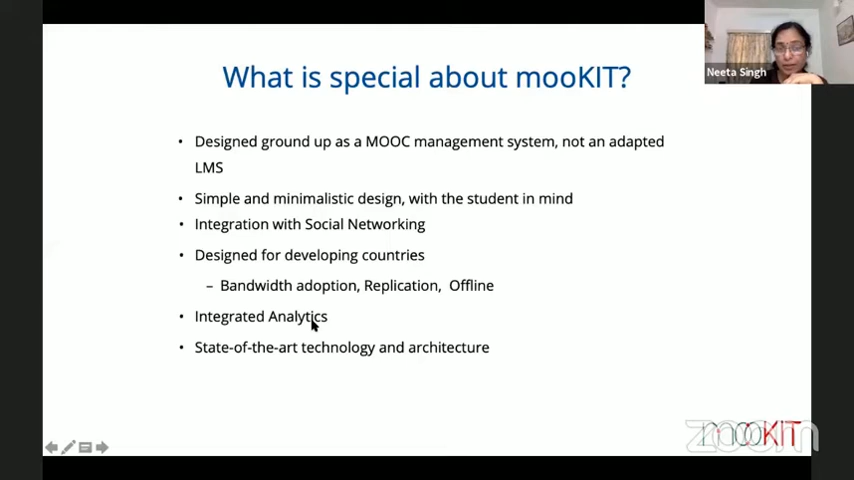 What is special about mooKIT?
Neeta Singh
• Designed ground up as a MOOC management system, not an adapted
LMS
• Simple and minimalistic design, with the student in mind
• Integration with Social Networking
• Designed for developing countries
– Bandwidth adoption, Replication, Offline
• Integrated Analytics
• State-of-the-art technology and architecture
zoom
mooKIT